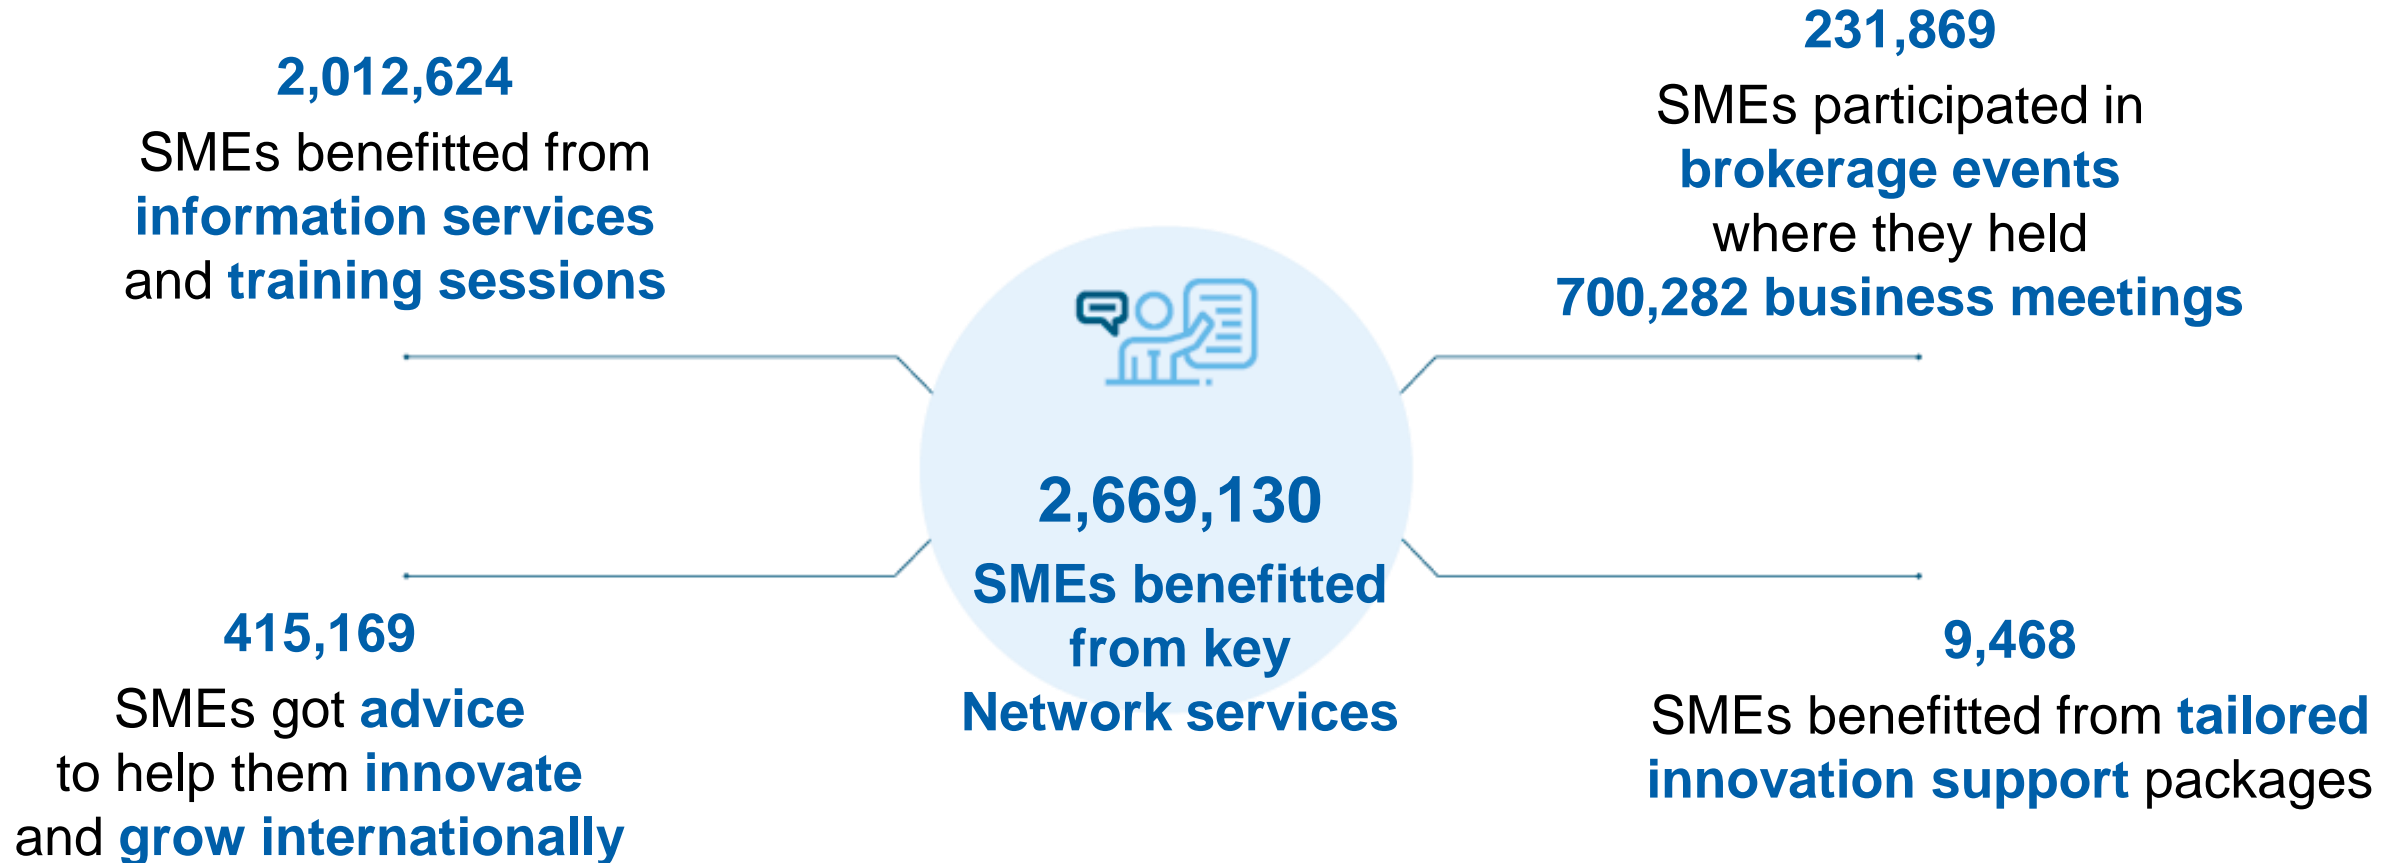 2,012,624
SMEs benefitted from
information services
and training sessions
231,869
SMEs participated in
brokerage events
where they held
700,282 business meetings
2,669,130
SMEs benefitted
from key
Network services
415,169
SMEs got advice
to help them innovate
and grow internationally
9,468
SMEs benefitted from tailored
innovation support packages